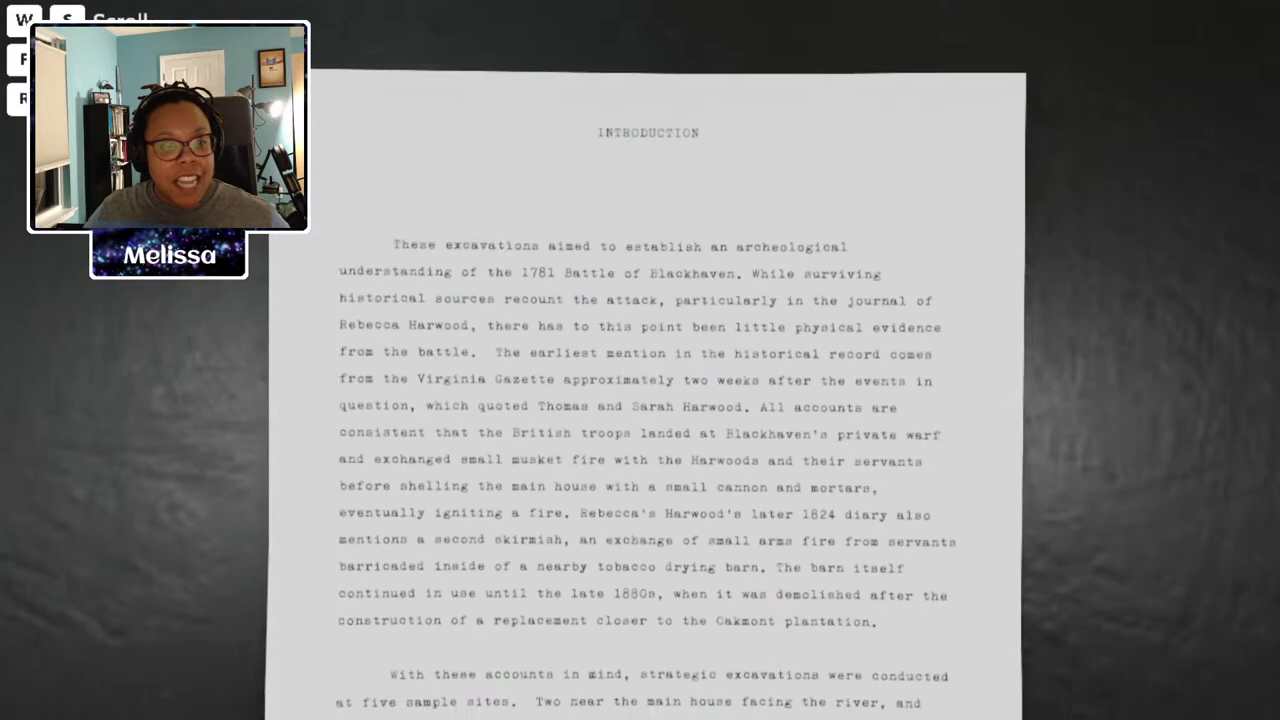 W S Scroll
F
R
Melissa
INTRODUCTION
These excavations aimed to establish an archeological
understanding of the 1781 Battle of Blackhaven. While surviving
historical sources recount the attack, particularly in the journal of
Rebecca Harwood, there has to this point been little physical evidence
from the battle. The earliest mention in the historical record comes
from the Virginia Gazette approximately two weeks after the events in
question, which quoted Thomas and Sarah Harwood. All accounts are
consistent that the British troops landed at Blackhaven's private warf
and exchanged small musket fire with the Harwoods and their servants
before shelling the main house with a small cannon and mortars,
eventually igniting a fire. Rebecca's Harwood's later 1824 diary also
mentions a second skirmish, an exchange of small arms fire from servants
barricaded inside of a nearby tobacco drying barn. The barn itself
continued in use until the late 1880s, when it was demolished after the
construction of a replacement closer to the Oakmont plantation.
With these accounts in mind, strategic excavations were conducted
at five sample sites. Two near the main house facing the river, and